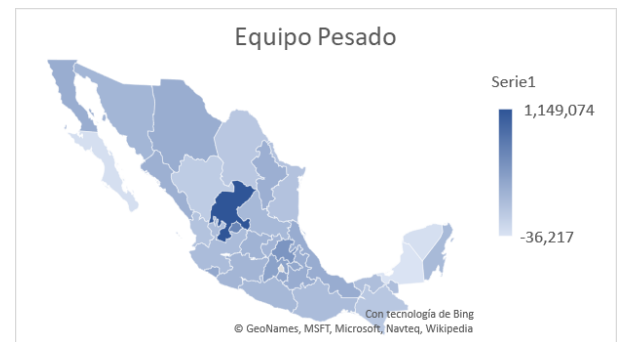 Equipo Pesado
Serie1
1,149,074
-36,217
Con tecnología de Bing
© GeoNames, MSFT, Microsoft, Navteq, Wikipedia